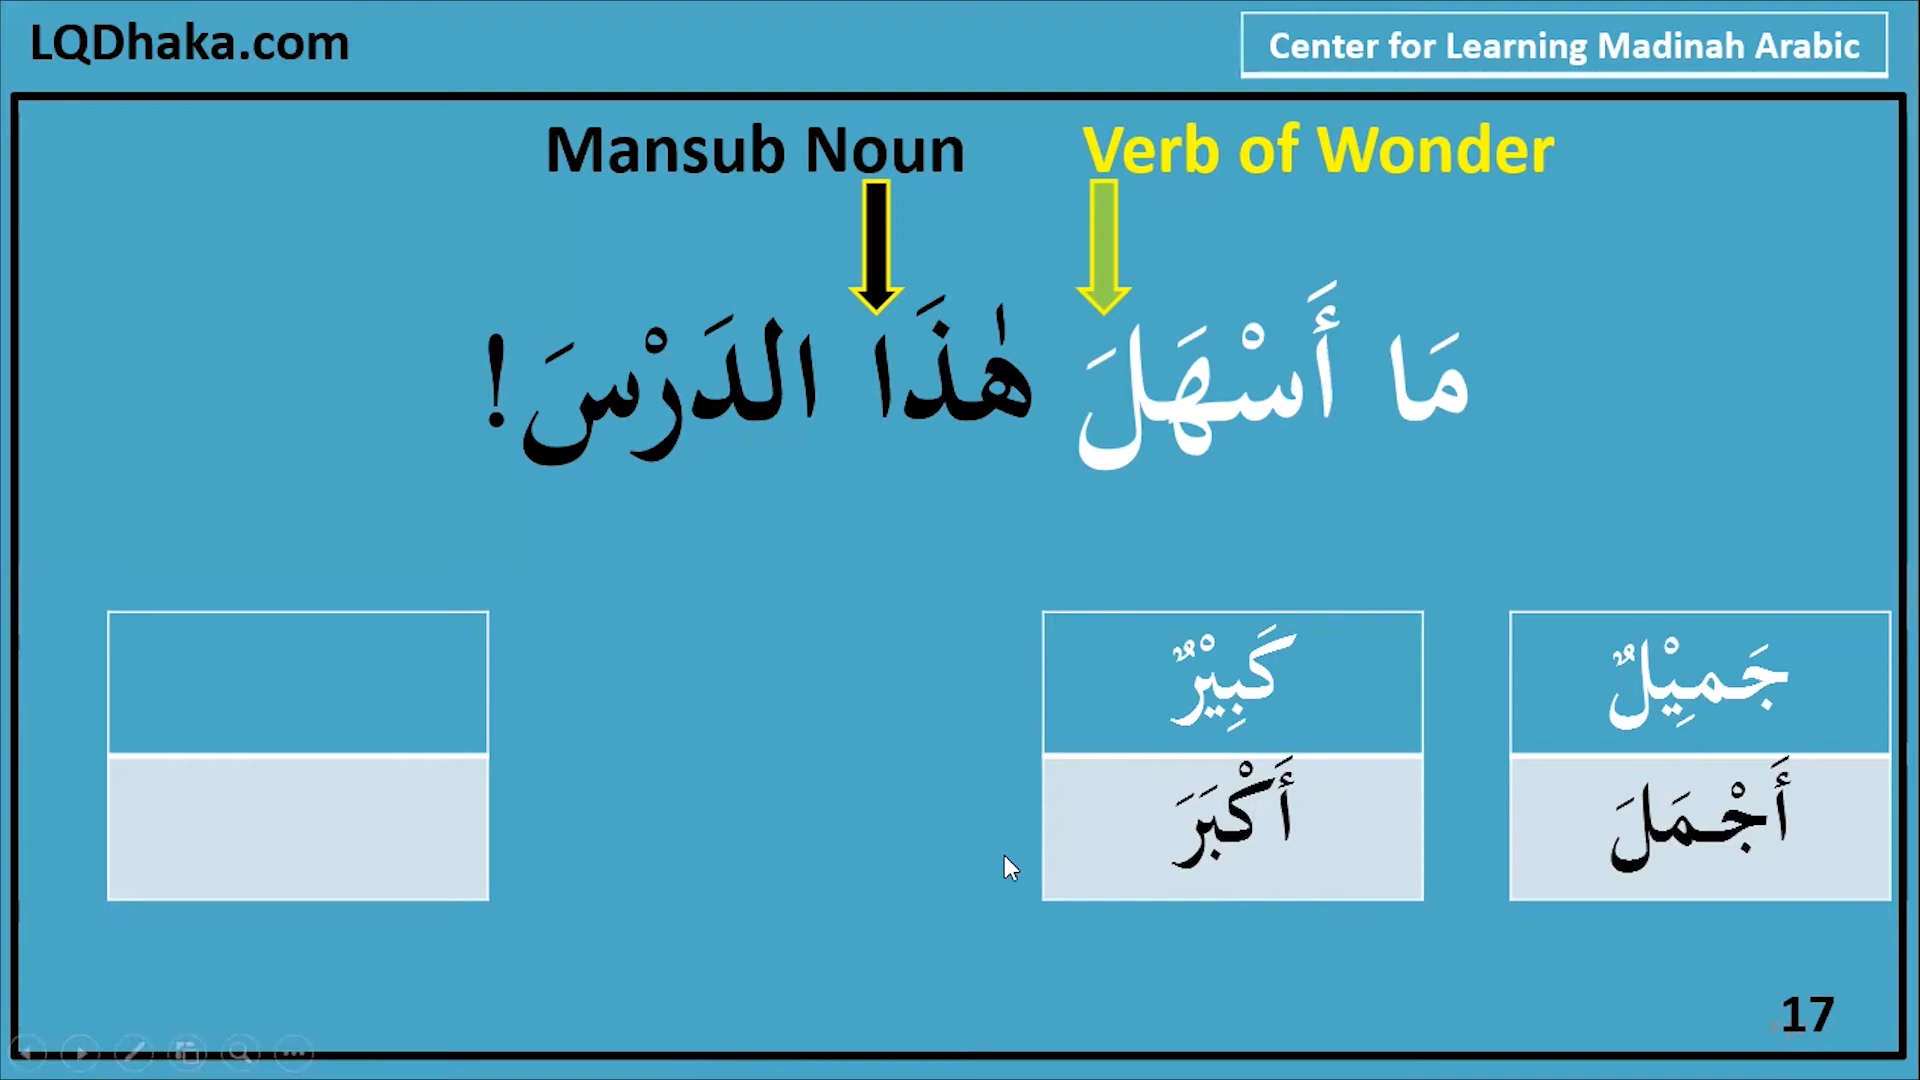 LQDhaka.com
Center for Learning Madinah Arabic
Mansub Noun
Verb of Wonder
مَا أَسْهَلَ هٰذَا الدَرْسَ!
جَمِيْلٌ
كَبِيْرٌ
أَجْمَلَ
أَكْبَرَ
17